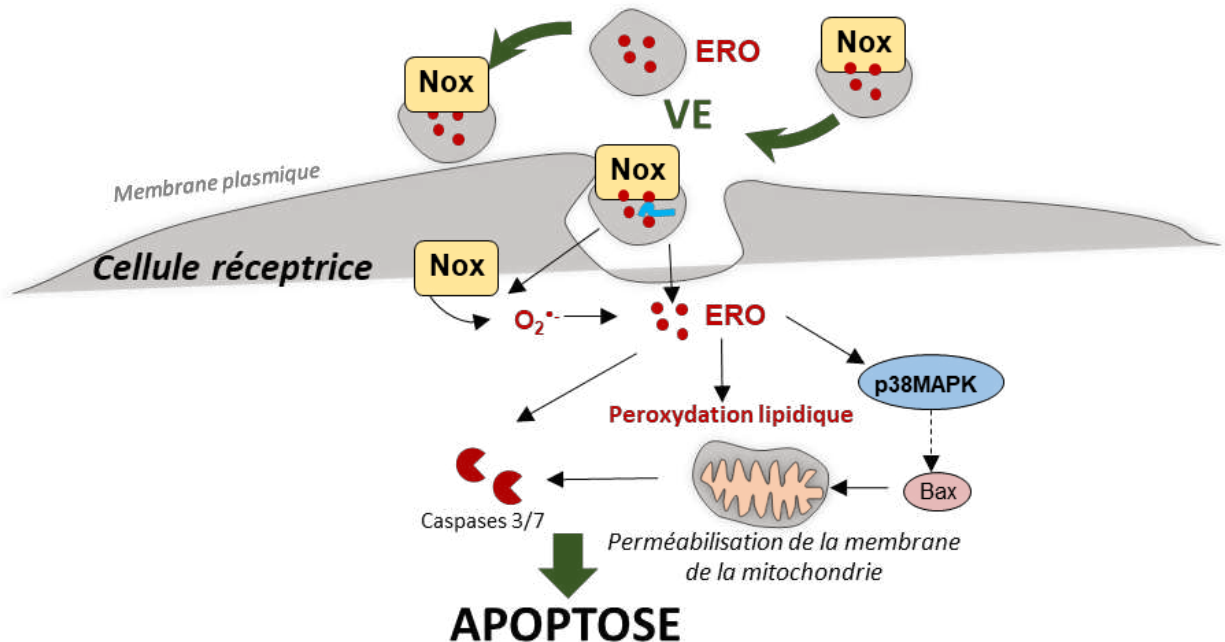 ERO
Nox
Nox
VE
Nox
Membrane plasmique
Cellule réceptrice
Nox
O₂•-
ERO
p38MAPK
Peroxydation lipidique
Bax
Caspases 3/7
Perméabilisation de la membrane
de la mitochondrie
APOPTOSE